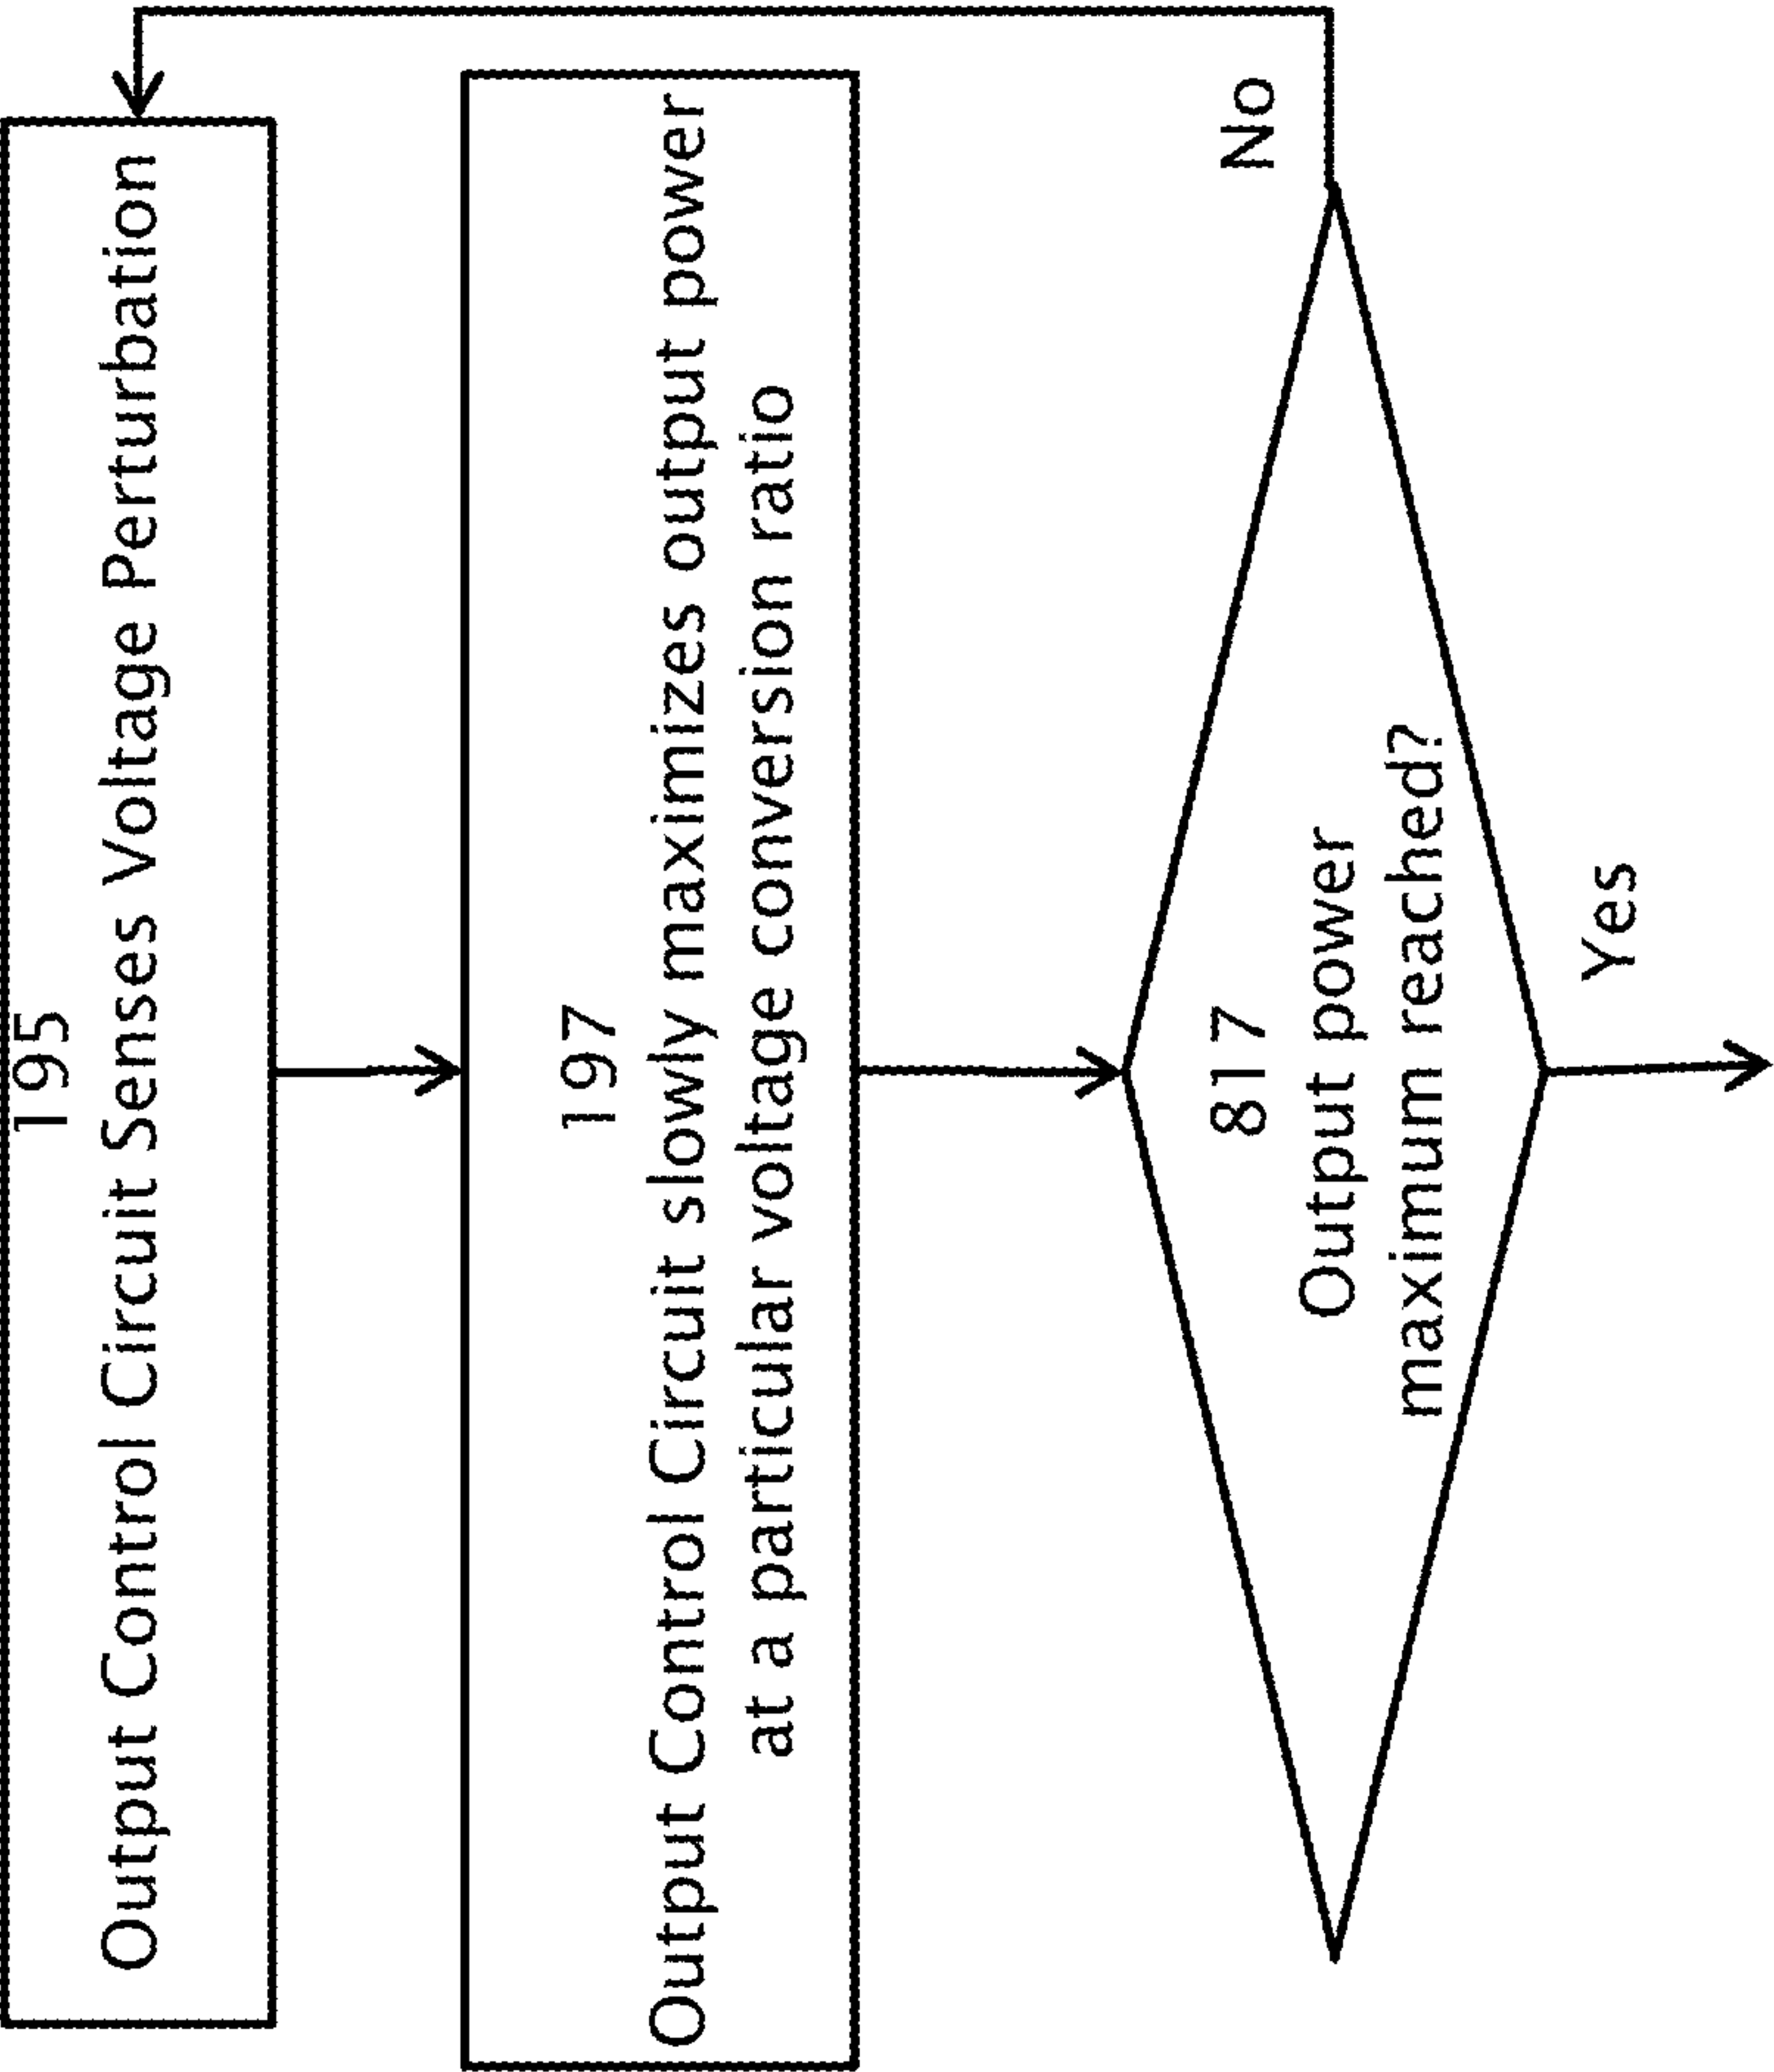 195
Output Control Circuit Senses Voltage Perturbation
197
Output Control Circuit slowly maximizes output power
at a particular voltage conversion ratio
817
Output power
maximum reached?
No
Yes